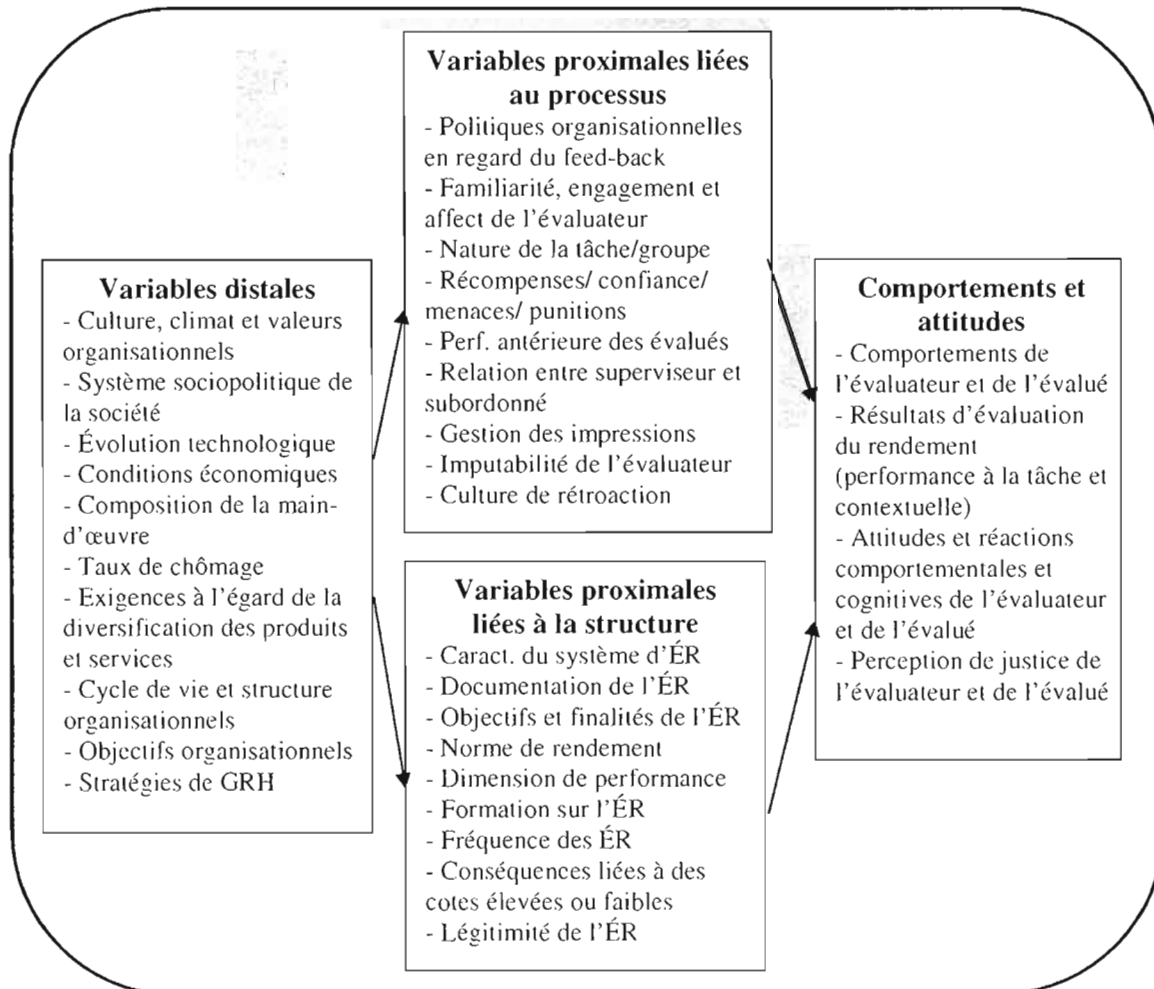 Variables proximales liées
au processus
- Politiques organisationnelles
en regard du feed-back
- Familiarité, engagement et
affect de l'évaluateur
- Nature de la tâche/groupe
- Récompenses/ confiance/
menaces/ punitions
- Perf. antérieure des évalués
- Relation entre superviseur et
subordonné
- Gestion des impressions
- Imputabilité de l'évaluateur
- Culture de rétroaction
Variables distales
- Culture, climat et valeurs
organisationnels
- Système sociopolitique de
la société
- Évolution technologique
- Conditions économiques
- Composition de la main-
d'œuvre
- Taux de chômage
- Exigences à l'égard de la
diversification des produits
et services
- Cycle de vie et structure
organisationnels
- Objectifs organisationnels
- Stratégies de GRH
Variables proximales
liées à la structure
- Caract. du système d'ÉR
- Documentation de l'ÉR
- Objectifs et finalités de l'ÉR
- Norme de rendement
- Dimension de performance
- Formation sur l'ÉR
- Fréquence des ÉR
- Conséquences liées à des
cotes élevées ou faibles
- Légitimité de l'ÉR
Comportements et
attitudes
- Comportements de
l'évaluateur et de l'évalué
- Résultats d'évaluation
du rendement
(performance à la tâche et
contextuelle)
- Attitudes et réactions
comportementales et
cognitives de l'évaluateur
et de l'évalué
- Perception de justice de
l'évaluateur et de l'évalué